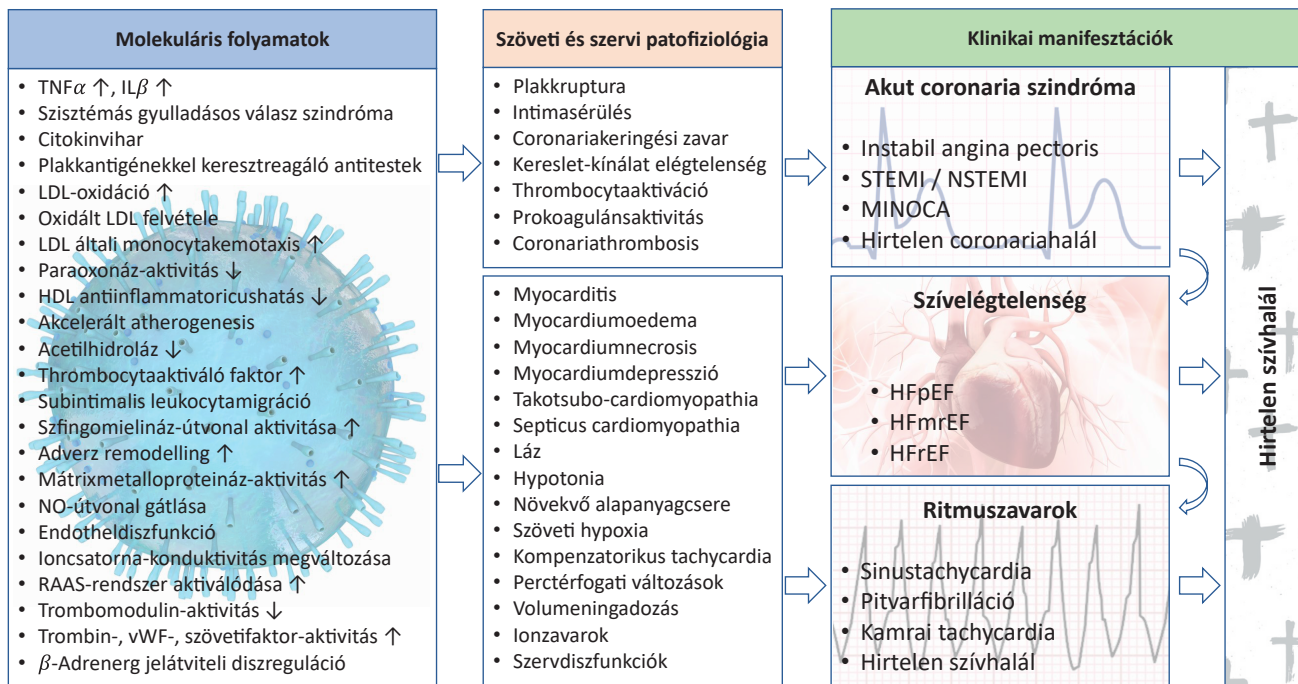 Molekuláris folyamatok
• TNFα ↑, ILβ ↑
• Szisztémás gyulladásos válasz szindróma
• Citokinvihar
• Plakkantigénekkel keresztreagáló antitestek
• LDL-oxidáció ↑
• Oxidált LDL felvétele
• LDL általi monocytakemotaxis ↑
• Paraoxonáz-aktivitás ↓
• HDL antiinflammatoricushatás ↓
• Akcelerált atherogenesis
• Acetilhidroláz ↓
• Thrombocytaaktiváló faktor ↑
• Subintimalis leukocytamigráció
• Szfingomielináz-útvonal aktivitása ↑
• Adverz remodelling ↑
• Mátrixmetalloproteináz-aktivitás ↑
• NO-útvonal gátlása
• Endotheldiszfunkció
• Ioncsatorna-konduktivitás megváltozása
• RAAS-rendszer aktiválódása ↑
• Trombomodulin-aktivitás ↓
• Trombin-, vWF-, szövetifaktor-aktivitás ↑
• β-Adrenerg jelátviteli diszreguláció
Szöveti és szervi patofiziológia
• Plakkruptura
• Intimasérülés
• Coronariakeringési zavar
• Kereslet-kínálat elégtelenség
• Thrombocytaaktiváció
• Prokoagulánsaktivitás
• Coronariathrombosis
• Myocarditis
• Myocardiumoedema
• Myocardiumnecrosis
• Myocardiumdepresszió
• Takotsubo-cardiomyopathia
• Septicus cardiomyopathia
• Láz
• Hypotonia
• Növekvő alapanyagcsere
• Szöveti hypoxia
• Kompenzatorikus tachycardia
• Perctérfogati változások
• Volumeningadozás
• Ionzavarok
• Szervdiszfunkciók
Klinikai manifesztációk
Akut coronaria szindróma
• Instabil angina pectoris
• STEMI / NSTEMI
• MINOCA
• Hirtelen coronariahalál
Szívelégtelenség
• HFpEF
• HFmrEF
• HFrEF
Ritmuszavarok
• Sinustachycardia
• Pitvarfibrilláció
• Kamrai tachycardia
• Hirtelen szívhalál
Hirtelen szívhalál